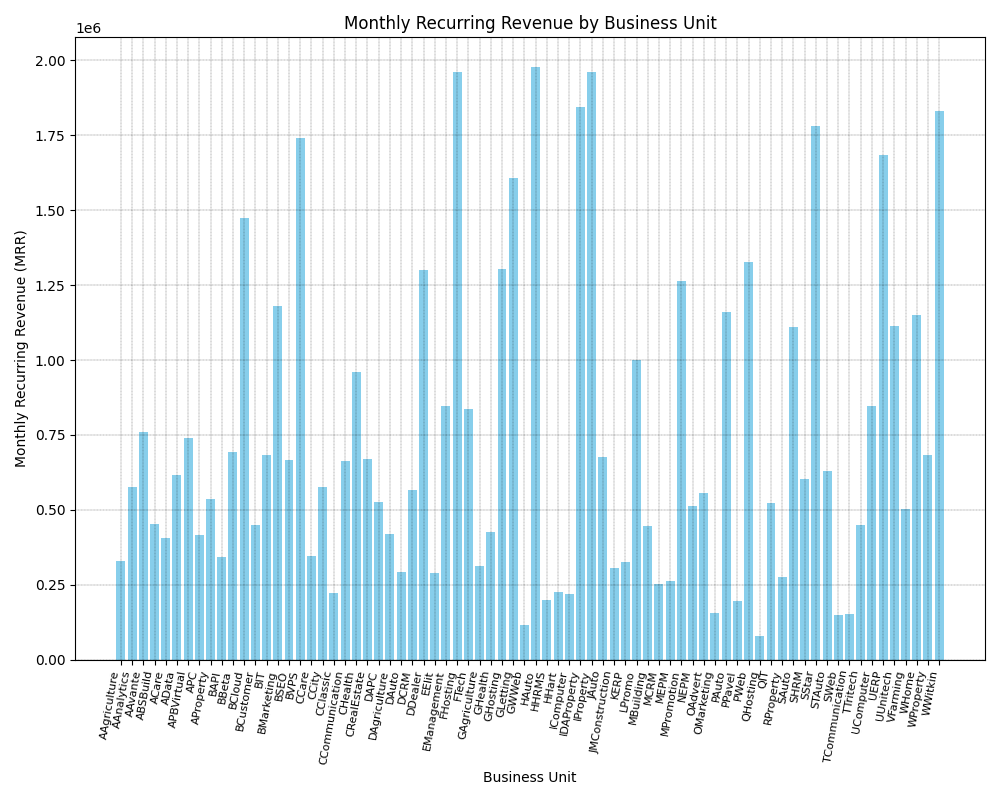 Monthly Recurring Revenue by Business Unit
1e6
2.00
1.75
1.50
1.25
1.00
0.75
0.50
0.25
0.00
Monthly Recurring Revenue (MRR)
AAgriculture
AAnalytics
AAvante
ABSBuild
ACare
AData
APBVirtual
APC
AProperty
BAPI
BBeta
BCloud
BCustomer
BIT
BMarketing
BSEO
BVPS
CCare
CCity
CClassic
CCommunication
CHealth
CRealEstate
DAPC
DAgriculture
DAuto
DCRM
DDealer
EElit
EManagement
FHosting
FTech
GAgriculture
GHealth
GHosting
GLetting
GWWeb
HAuto
HHRMS
HHart
IComputer
IDAProperty
IProperty
JAuto
JMConstruction
KERP
LPromo
MBuilding
MCRM
MEPM
MPromotion
NEPM
OAdvert
OMarketing
PAuto
PPavel
PWeb
QHosting
QIT
RProperty
SAuto
SHRM
SStar
STAuto
SWeb
TCommunication
TTritech
UComputer
UERP
UUnitech
VFarming
WHome
WProperty
WWitkin
Business Unit